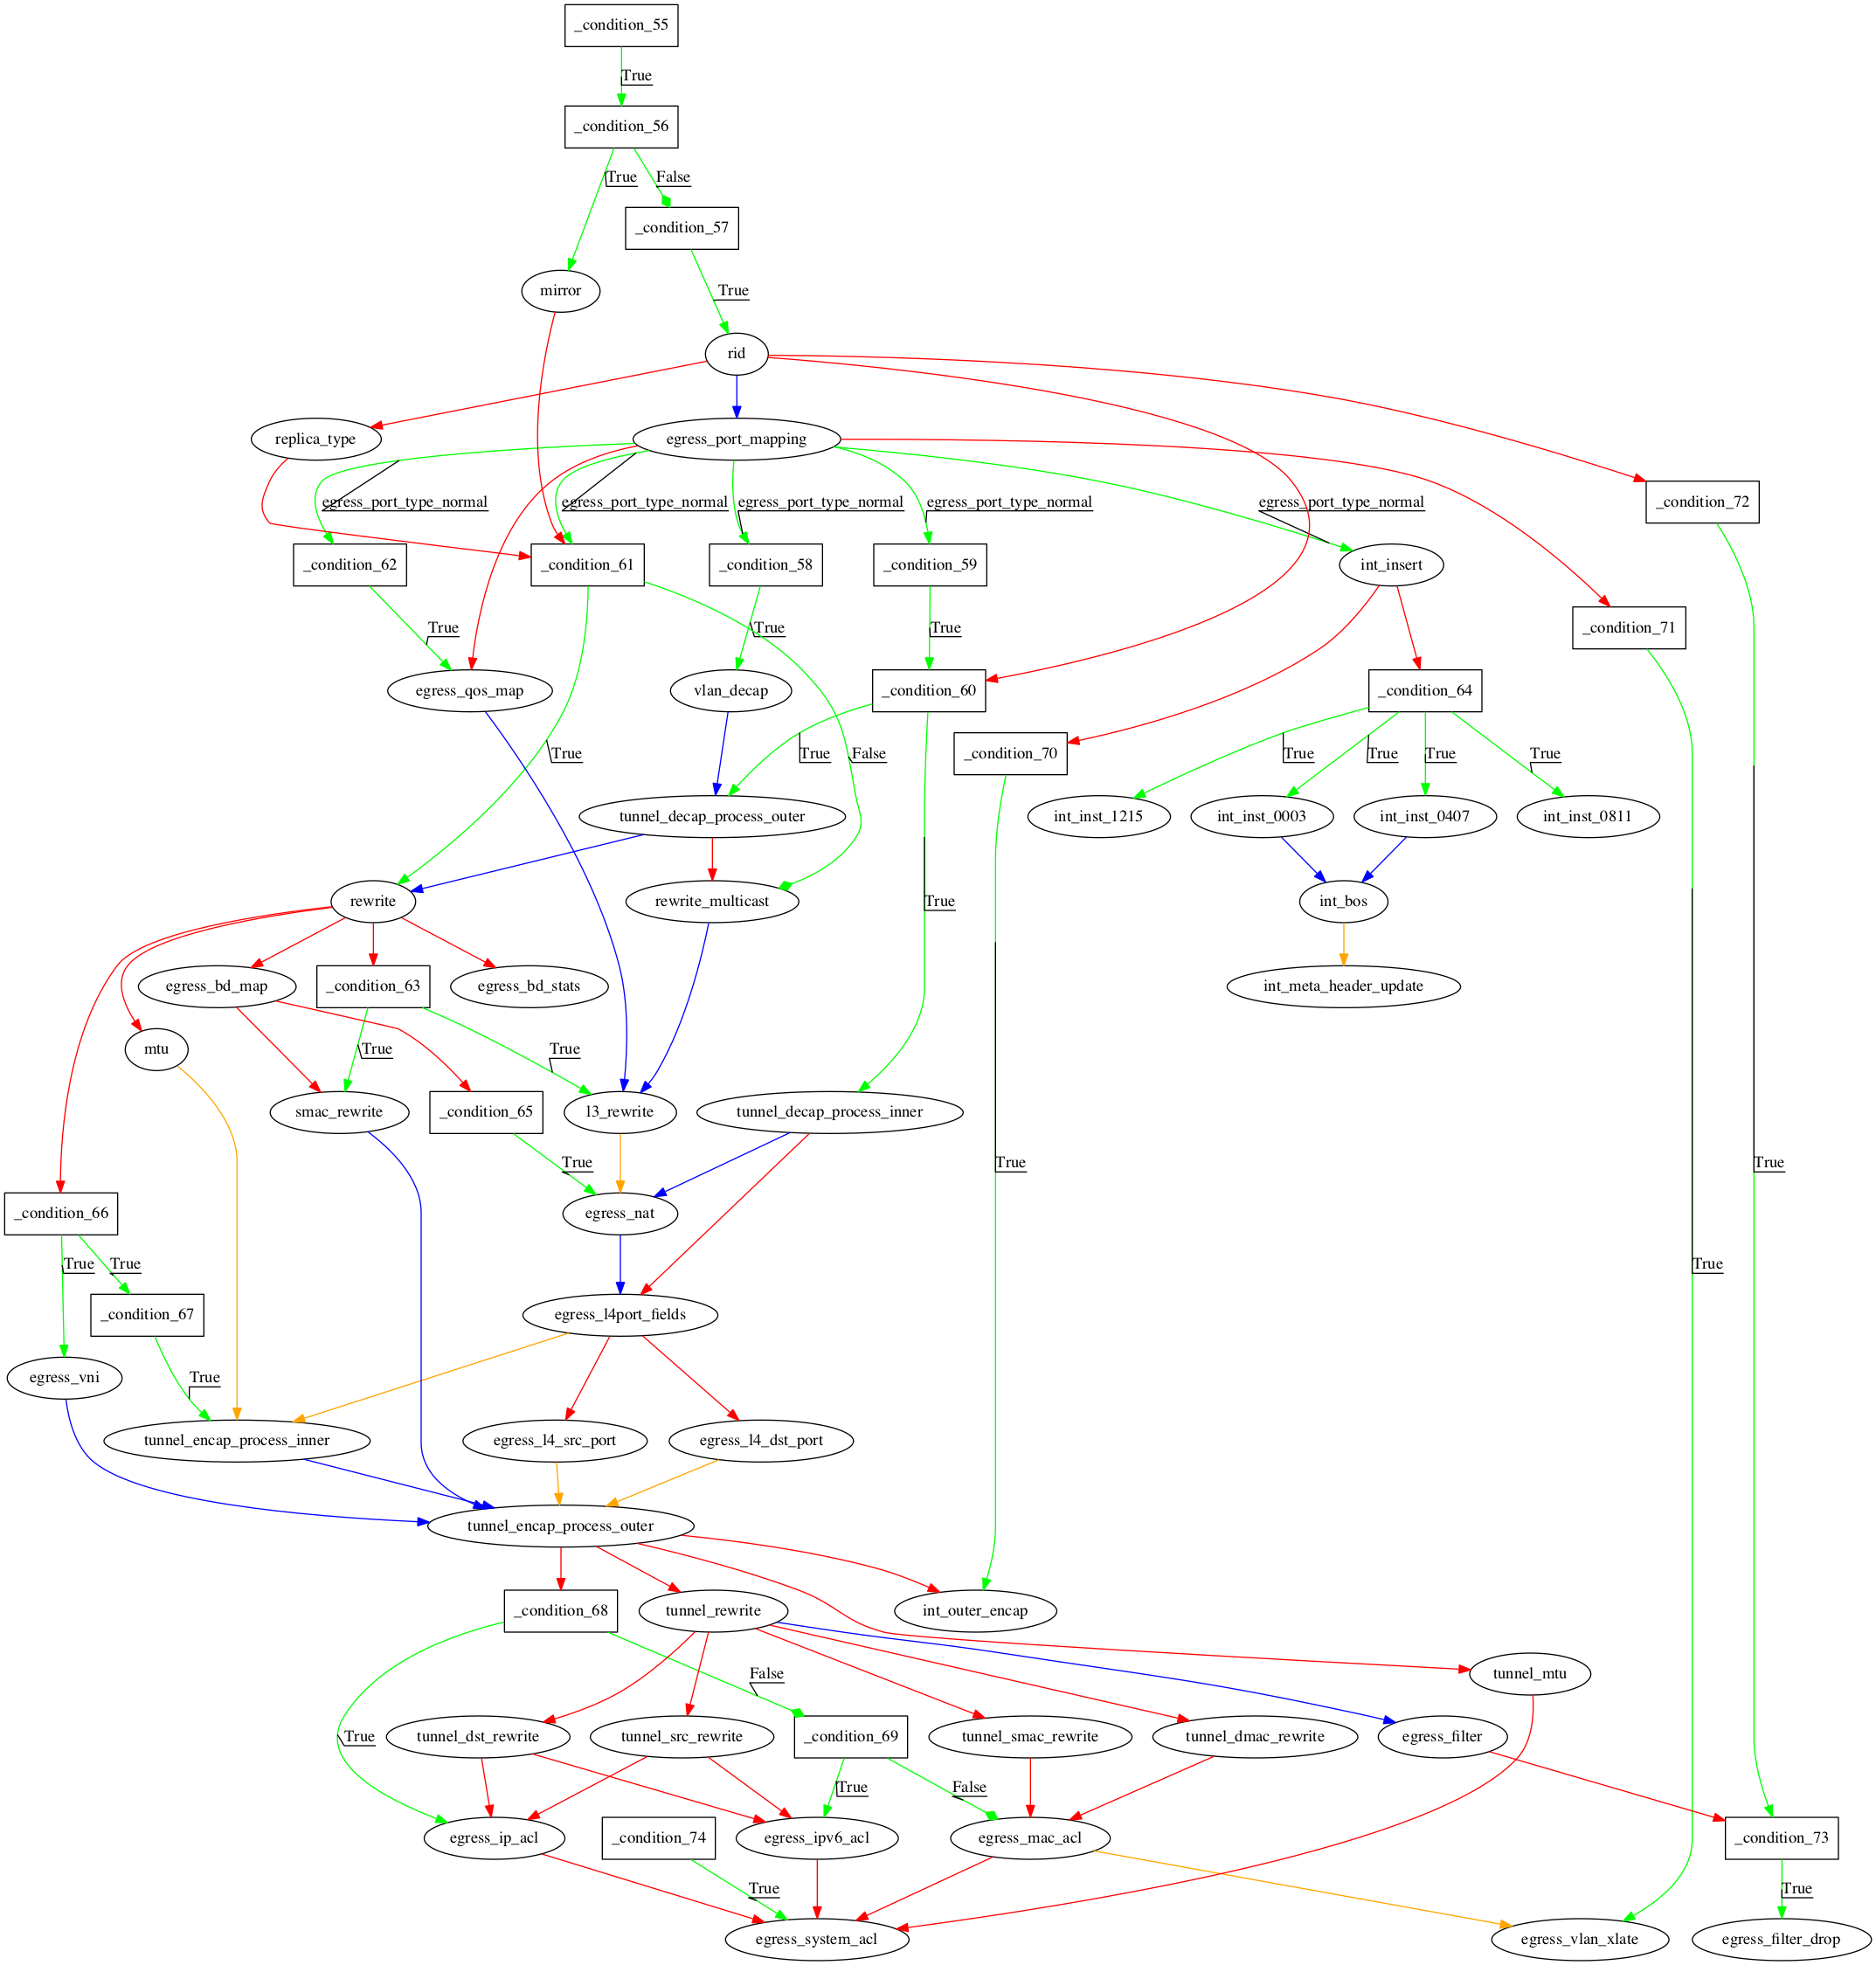 _condition_55
True
_condition_56
True
False
_condition_57
mirror
True
rid
replica_type
egress_port_mapping
egress_port_type_normal
egress_port_type_normal
egress_port_type_normal
egress_port_type_normal
egress_port_type_normal
_condition_72
_condition_62
_condition_61
_condition_58
_condition_59
int_insert
True
True
True
_condition_71
egress_qos_map
vlan_decap
_condition_60
_condition_64
True
False
True
_condition_70
True
True
True
True
tunnel_decap_process_outer
int_inst_1215
int_inst_0003
int_inst_0407
int_inst_0811
rewrite
rewrite_multicast
True
int_bos
egress_bd_map
_condition_63
egress_bd_stats
int_meta_header_update
mtu
True
True
smac_rewrite
_condition_65
l3_rewrite
tunnel_decap_process_inner
True
True
True
_condition_66
egress_nat
True
True
True
_condition_67
egress_l4port_fields
egress_vni
True
tunnel_encap_process_inner
egress_l4_src_port
egress_l4_dst_port
tunnel_encap_process_outer
_condition_68
tunnel_rewrite
int_outer_encap
False
tunnel_mtu
True
tunnel_dst_rewrite
tunnel_src_rewrite
_condition_69
tunnel_smac_rewrite
tunnel_dmac_rewrite
egress_filter
True
False
egress_ip_acl
_condition_74
egress_ipv6_acl
egress_mac_acl
_condition_73
True
True
egress_system_acl
egress_vlan_xlate
egress_filter_drop